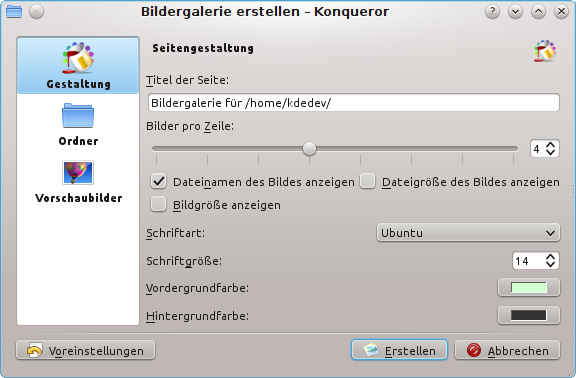 Bildergalerie erstellen – Konqueror
Gestaltung
Ordner
Vorschaubilder
Seitengestaltung
Titel der Seite:
Bildergalerie für /home/kdedev/
Bilder pro Zeile:
4
Dateinamen des Bildes anzeigen
Dateigröße des Bildes anzeigen
Bildgröße anzeigen
Schriftart:
Ubuntu
Schriftgröße:
14
Vordergrundfarbe:
Hintergrundfarbe:
Voreinstellungen
Erstellen
Abbrechen